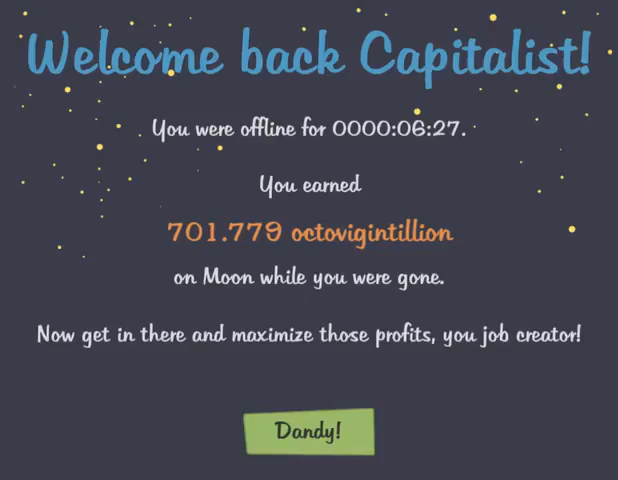 Welcome back Capitalist!
You were offline for 0000:06:27.
You earned
701.779 octovigintillion
on Moon while you were gone.
Now get in there and maximize those profits, you job creator!
Dandy!